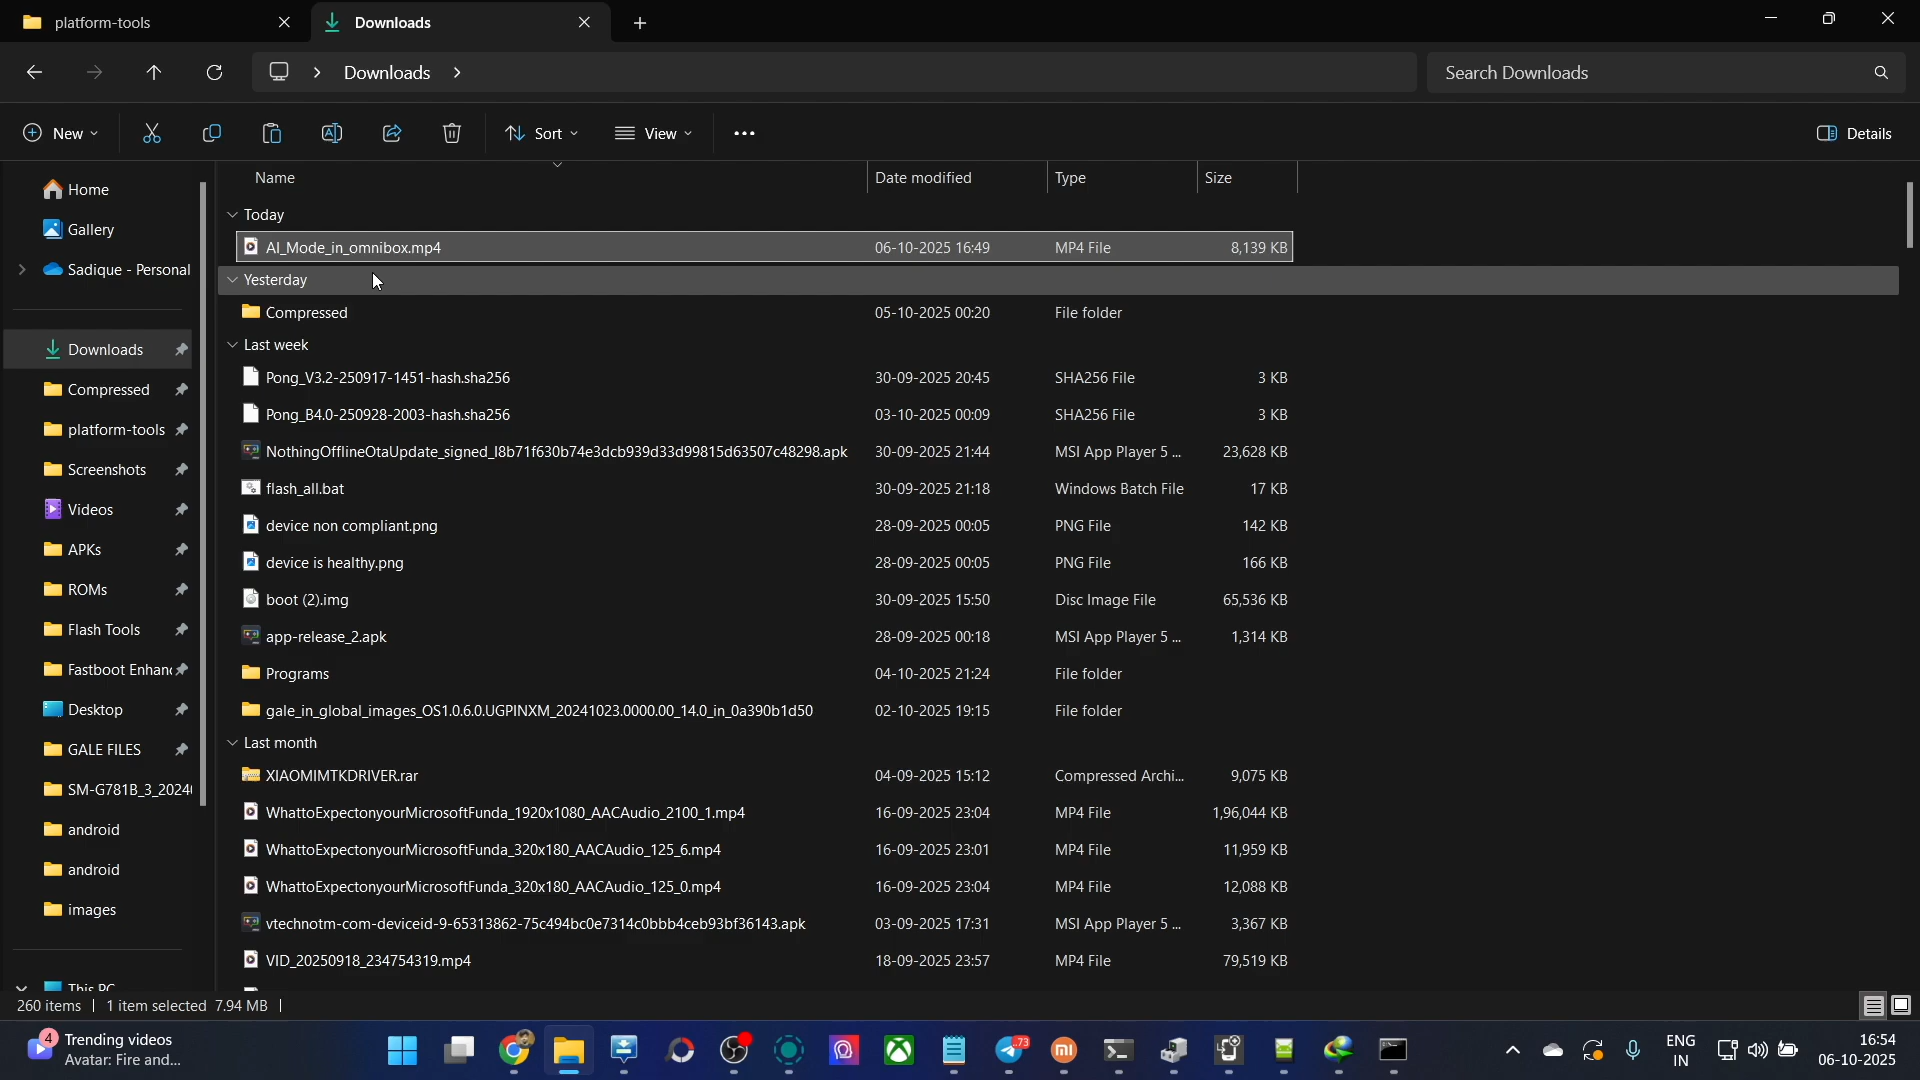 platform-tools
Downloads
Downloads
Search Downloads
New
Sort
View
Details
Name Date modified Type Size
Home
Gallery
Sadique - Personal
Downloads
Compressed
platform-tools
Screenshots
Videos
APKs
ROMs
Flash Tools
Fastboot Enhanc
Desktop
GALE FILES
SM-G781B_3_2024
android
android
images
This PC
Today
AI_Mode_in_omnibox.mp4 06-10-2025 16:49 MP4 File 8,139 KB
Yesterday
Compressed 05-10-2025 00:20 File folder
Last week
Pong_V3.2-250917-1451-hash.sha256 30-09-2025 20:45 SHA256 File 3 KB
Pong_B4.0-250928-2003-hash.sha256 03-10-2025 00:09 SHA256 File 3 KB
NothingOfflineOtaUpdate_signed_I8b71f630b74e3dcb939d33d99815d63507c48298.apk 30-09-2025 21:44 MSI App Player 5 ... 23,628 KB
flash_all.bat 30-09-2025 21:18 Windows Batch File 17 KB
device non compliant.png 28-09-2025 00:05 PNG File 142 KB
device is healthy.png 28-09-2025 00:05 PNG File 166 KB
boot (2).img 30-09-2025 15:50 Disc Image File 65,536 KB
app-release_2.apk 28-09-2025 00:18 MSI App Player 5 ... 1,314 KB
Programs 04-10-2025 21:24 File folder
gale_in_global_images_OS1.0.6.0.UGPINXM_20241023.0000.00_14.0_in_0a390b1d50 02-10-2025 19:15 File folder
Last month
XIAOMIMTKDRIVER.rar 04-09-2025 15:12 Compressed Archi... 9,075 KB
WhattoExpectonyourMicrosoftFunda_1920x1080_AACAudio_2100_1.mp4 16-09-2025 23:04 MP4 File 1,96,044 KB
WhattoExpectonyourMicrosoftFunda_320x180_AACAudio_125_6.mp4 16-09-2025 23:01 MP4 File 11,959 KB
WhattoExpectonyourMicrosoftFunda_320x180_AACAudio_125_0.mp4 16-09-2025 23:04 MP4 File 12,088 KB
vtechnotm-com-deviceid-9-65313862-75c494bc0e7314c0bbb4ceb93bf36143.apk 03-09-2025 17:31 MSI App Player 5 ... 3,367 KB
VID_20250918_234754319.mp4 18-09-2025 23:57 MP4 File 79,519 KB
260 items 1 item selected 7.94 MB
4 Trending videos
Avatar: Fire and...
..73
mi
ENG
IN
16:54
06-10-2025